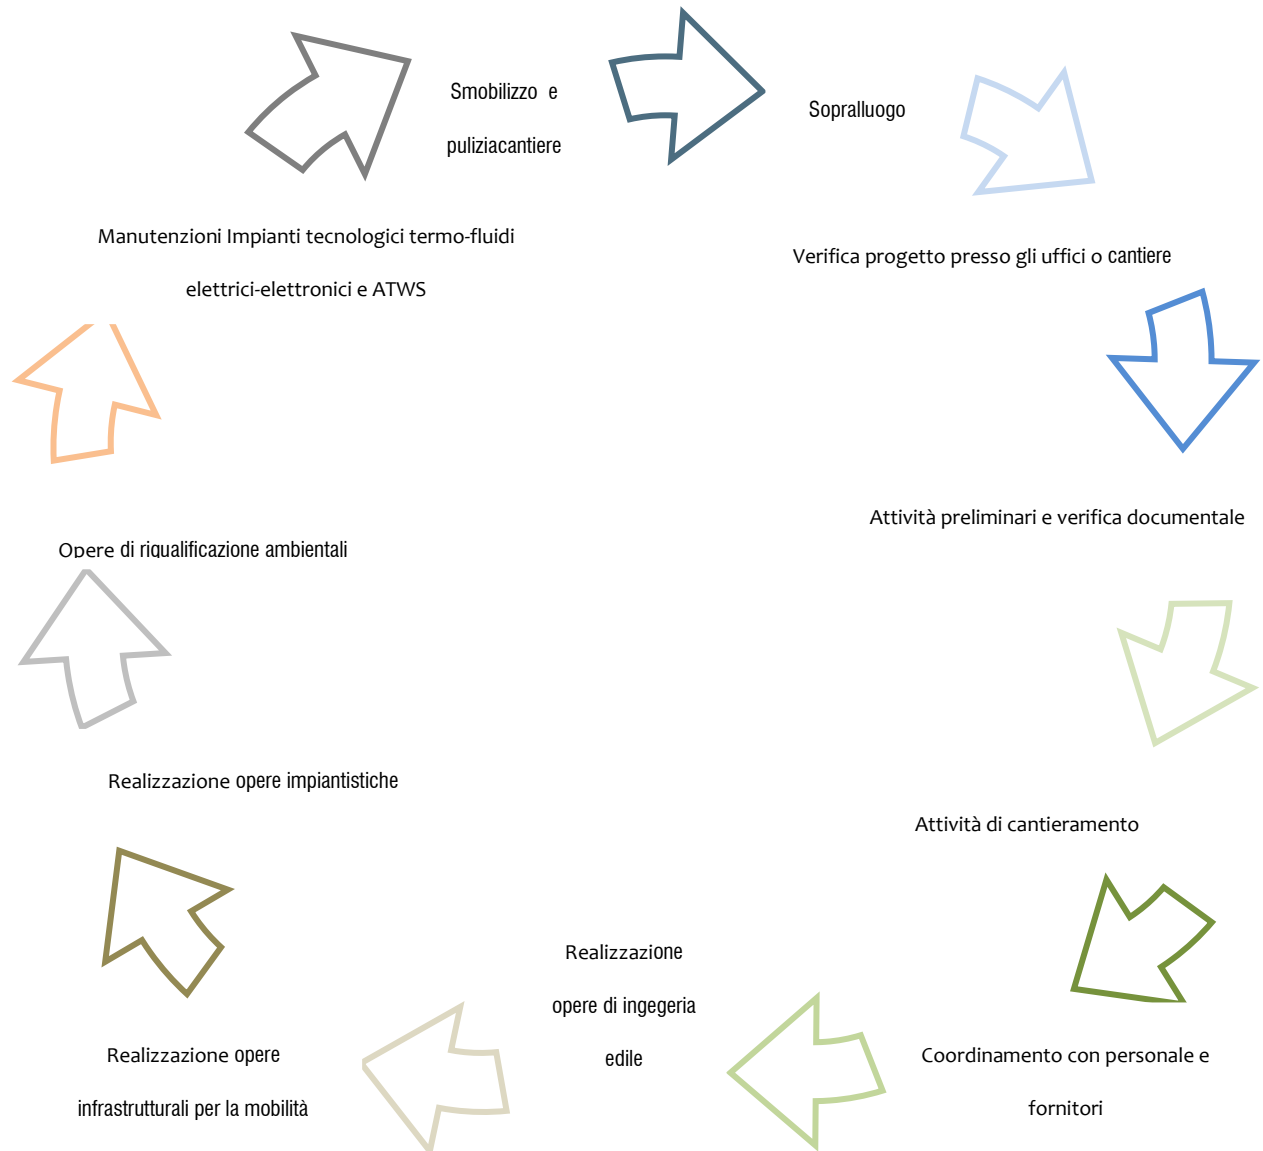 Smobilizzo e
puliziacantiere
Sopralluogo
Verifica progetto presso gli uffici o cantiere
Attività preliminari e verifica documentale
Attività di cantieramento
Coordinamento con personale e
fornitori
Realizzazione
opere di ingegeria
edile
Realizzazione opere
infrastrutturali per la mobilità
Realizzazione opere impiantistiche
Opere di riqualificazione ambientali
Manutenzioni Impianti tecnologici termo-fluidi
elettrici-elettronici e ATWS